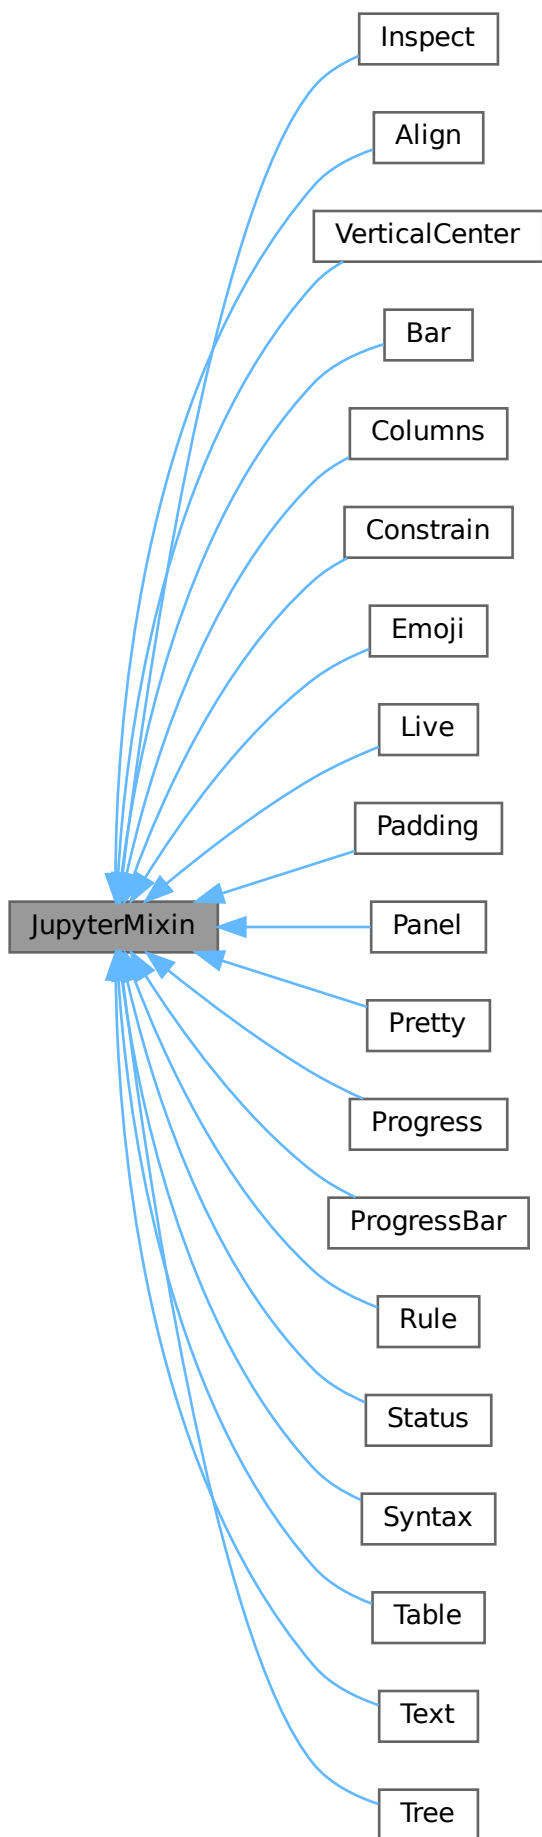 Inspect
Align
VerticalCenter
Bar
Columns
Constrain
Emoji
Live
Padding
JupyterMixin
Panel
Pretty
Progress
ProgressBar
Rule
Status
Syntax
Table
Text
Tree